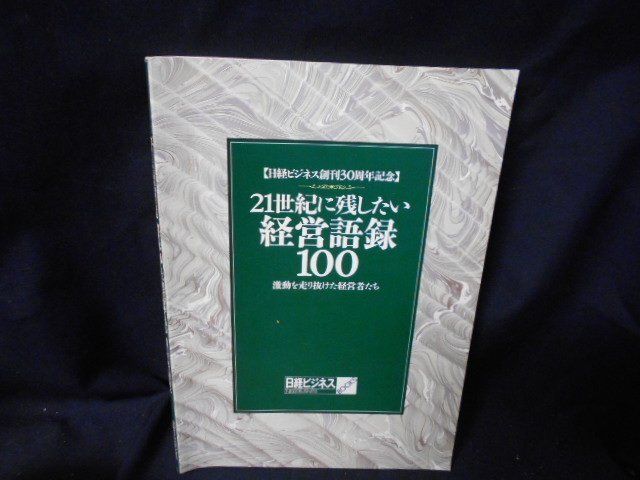 【日経ビジネス創刊30周年記念】
21世紀に残したい
経営語録
100
激動を走り抜けた経営者たち
日経ビジネス
BOOKS